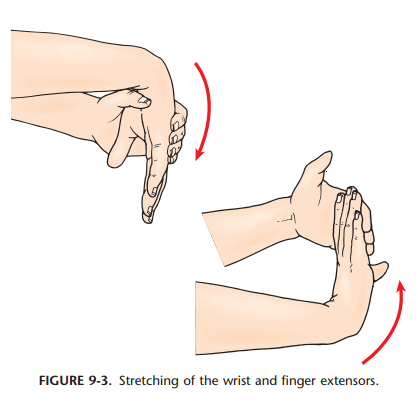 FIGURE 9-3. Stretching of the wrist and finger extensors.